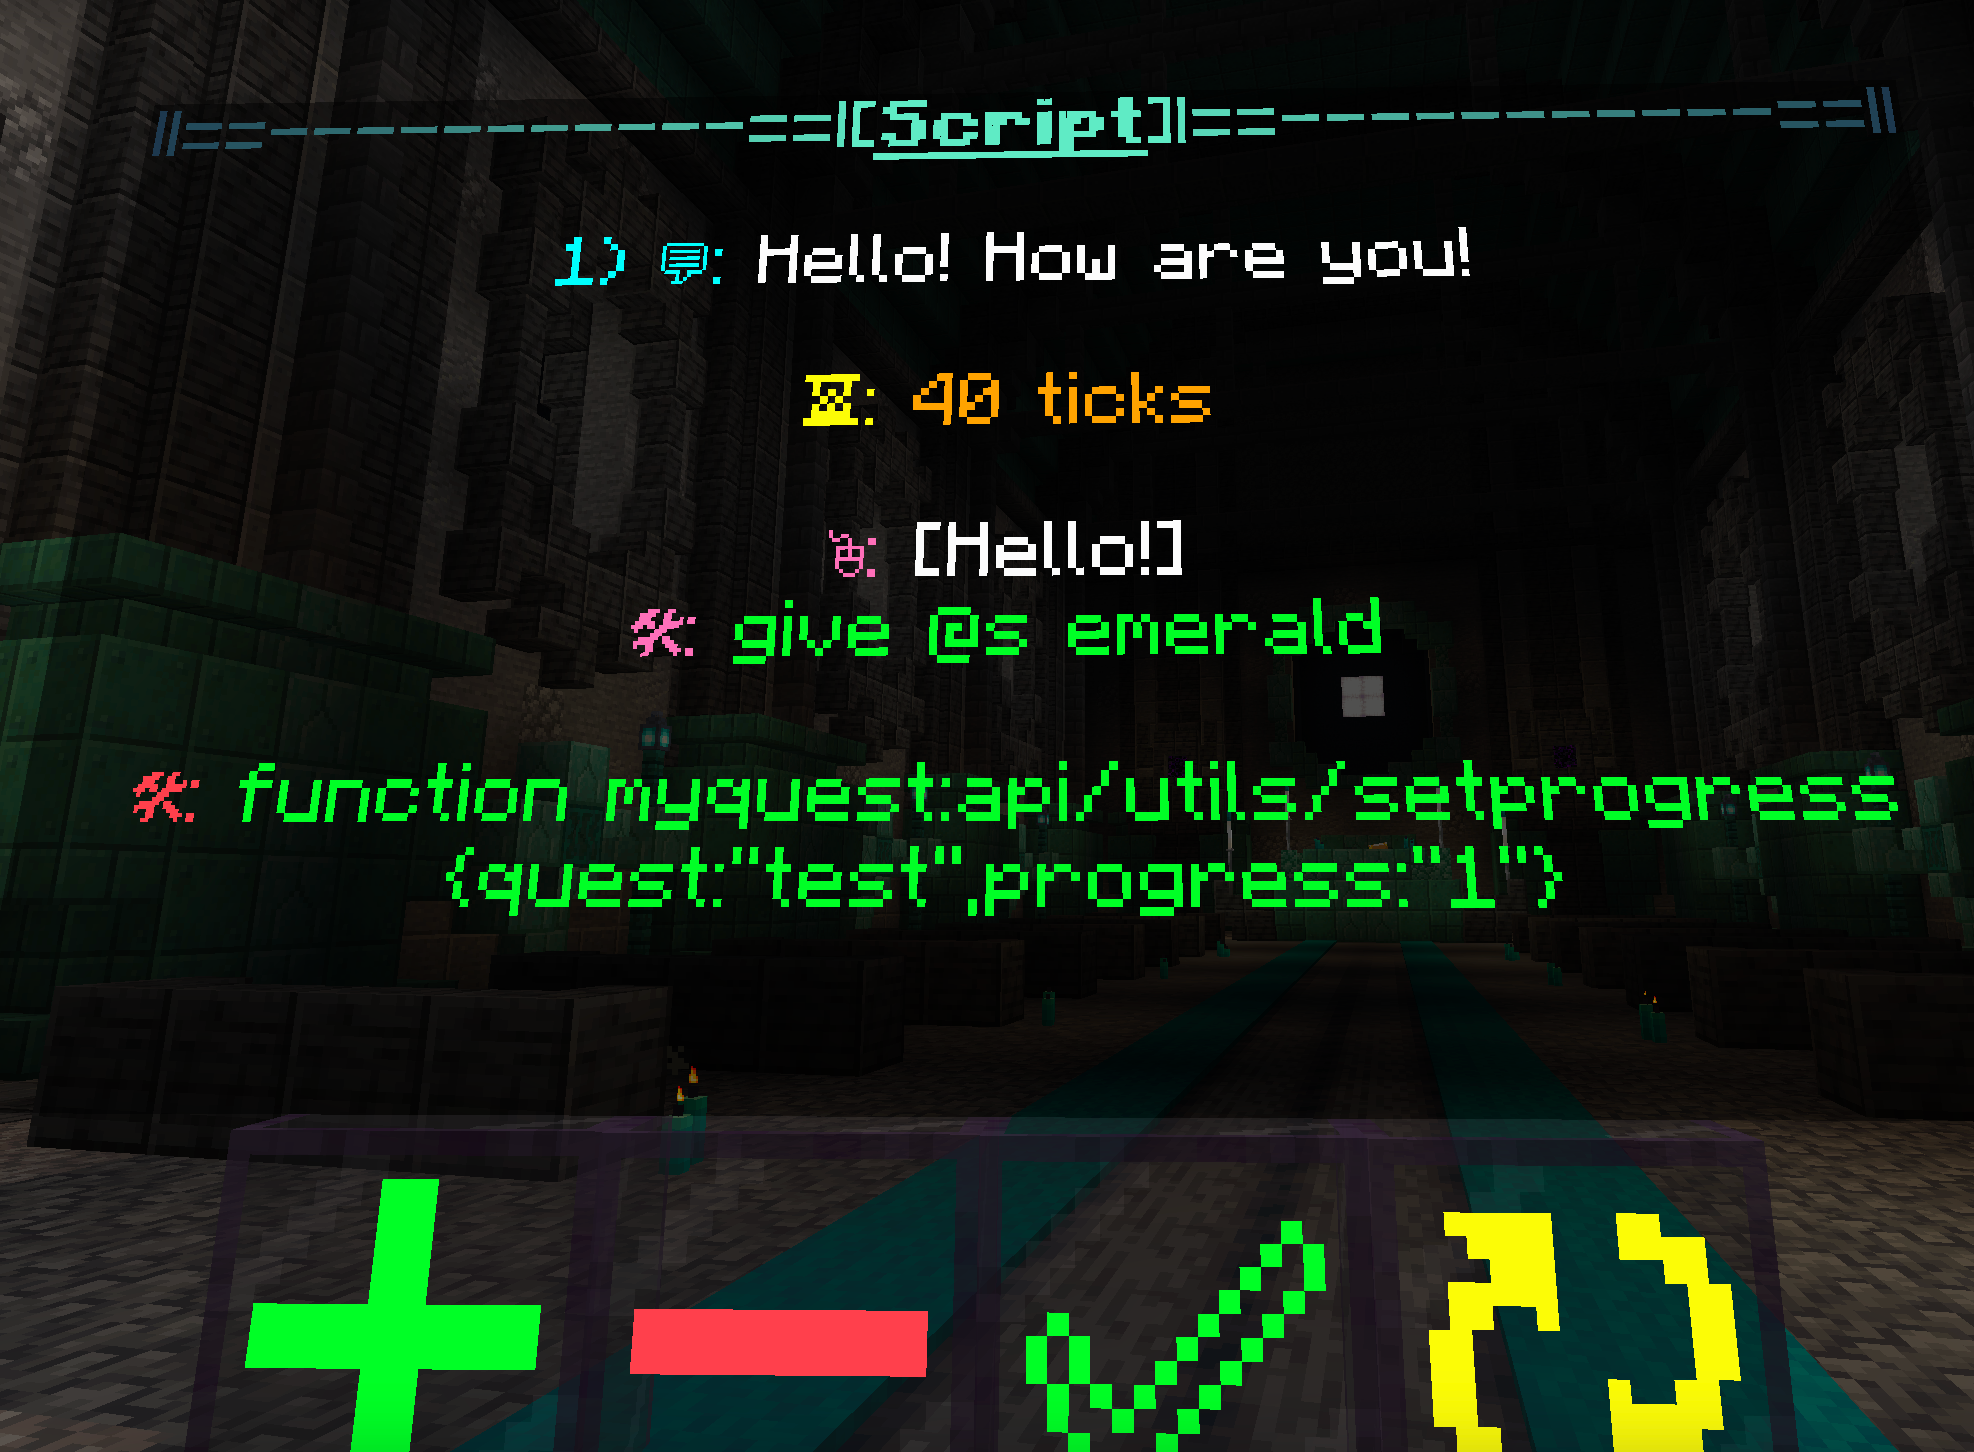 ||==------------==|[Script]|==------------==||
1) 💬: Hello! How are you!
⌛: 40 ticks
🖱: [Hello!]
🛠: give @s emerald
🛠: function myquest:api/utils/setprogress
{quest:"test",progress:"1"}